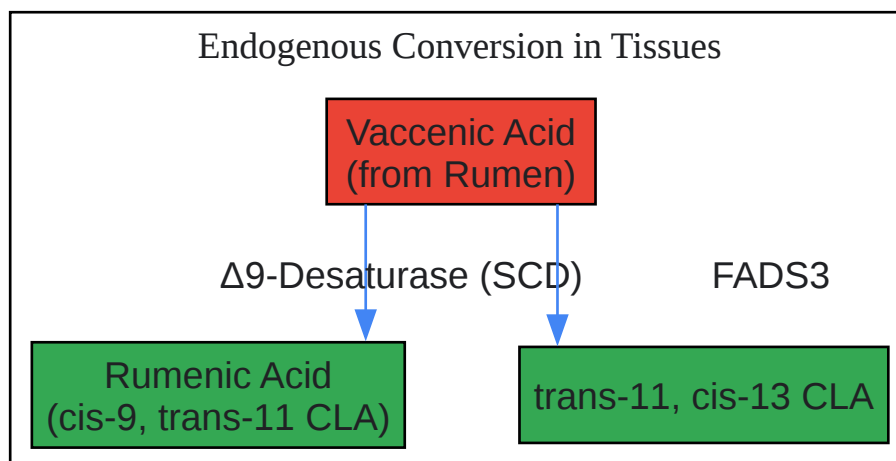 Endogenous Conversion in Tissues
Vaccenic Acid
(from Rumen)
Δ9-Desaturase (SCD)
FADS3
Rumenic Acid
(cis-9, trans-11 CLA)
trans-11, cis-13 CLA